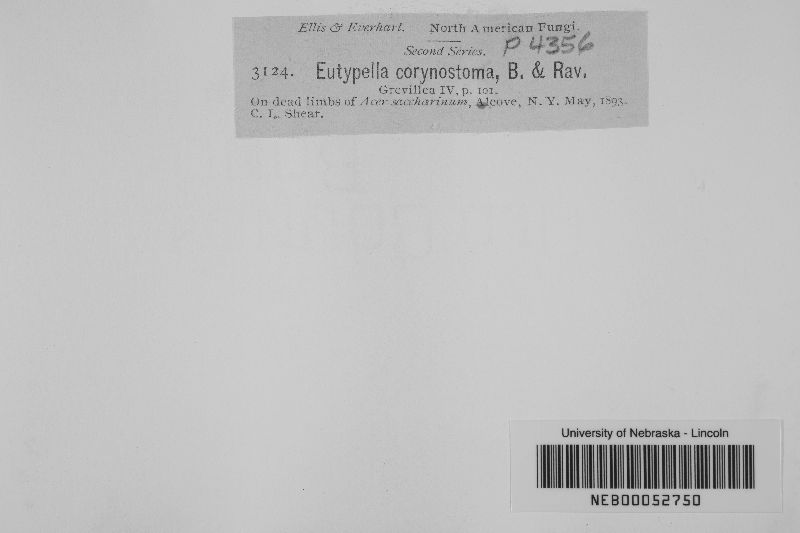 Ellis & Everhart. North American Fungi.
Second Series. P 4356
3124. Eutypella corynostoma, B. & Rav.
Grevillea IV, p. 101.
On dead limbs of Acer saccharinum, Alcove, N. Y. May, 1893.
C. L. Shear.
University of Nebraska - Lincoln
NEB00052750